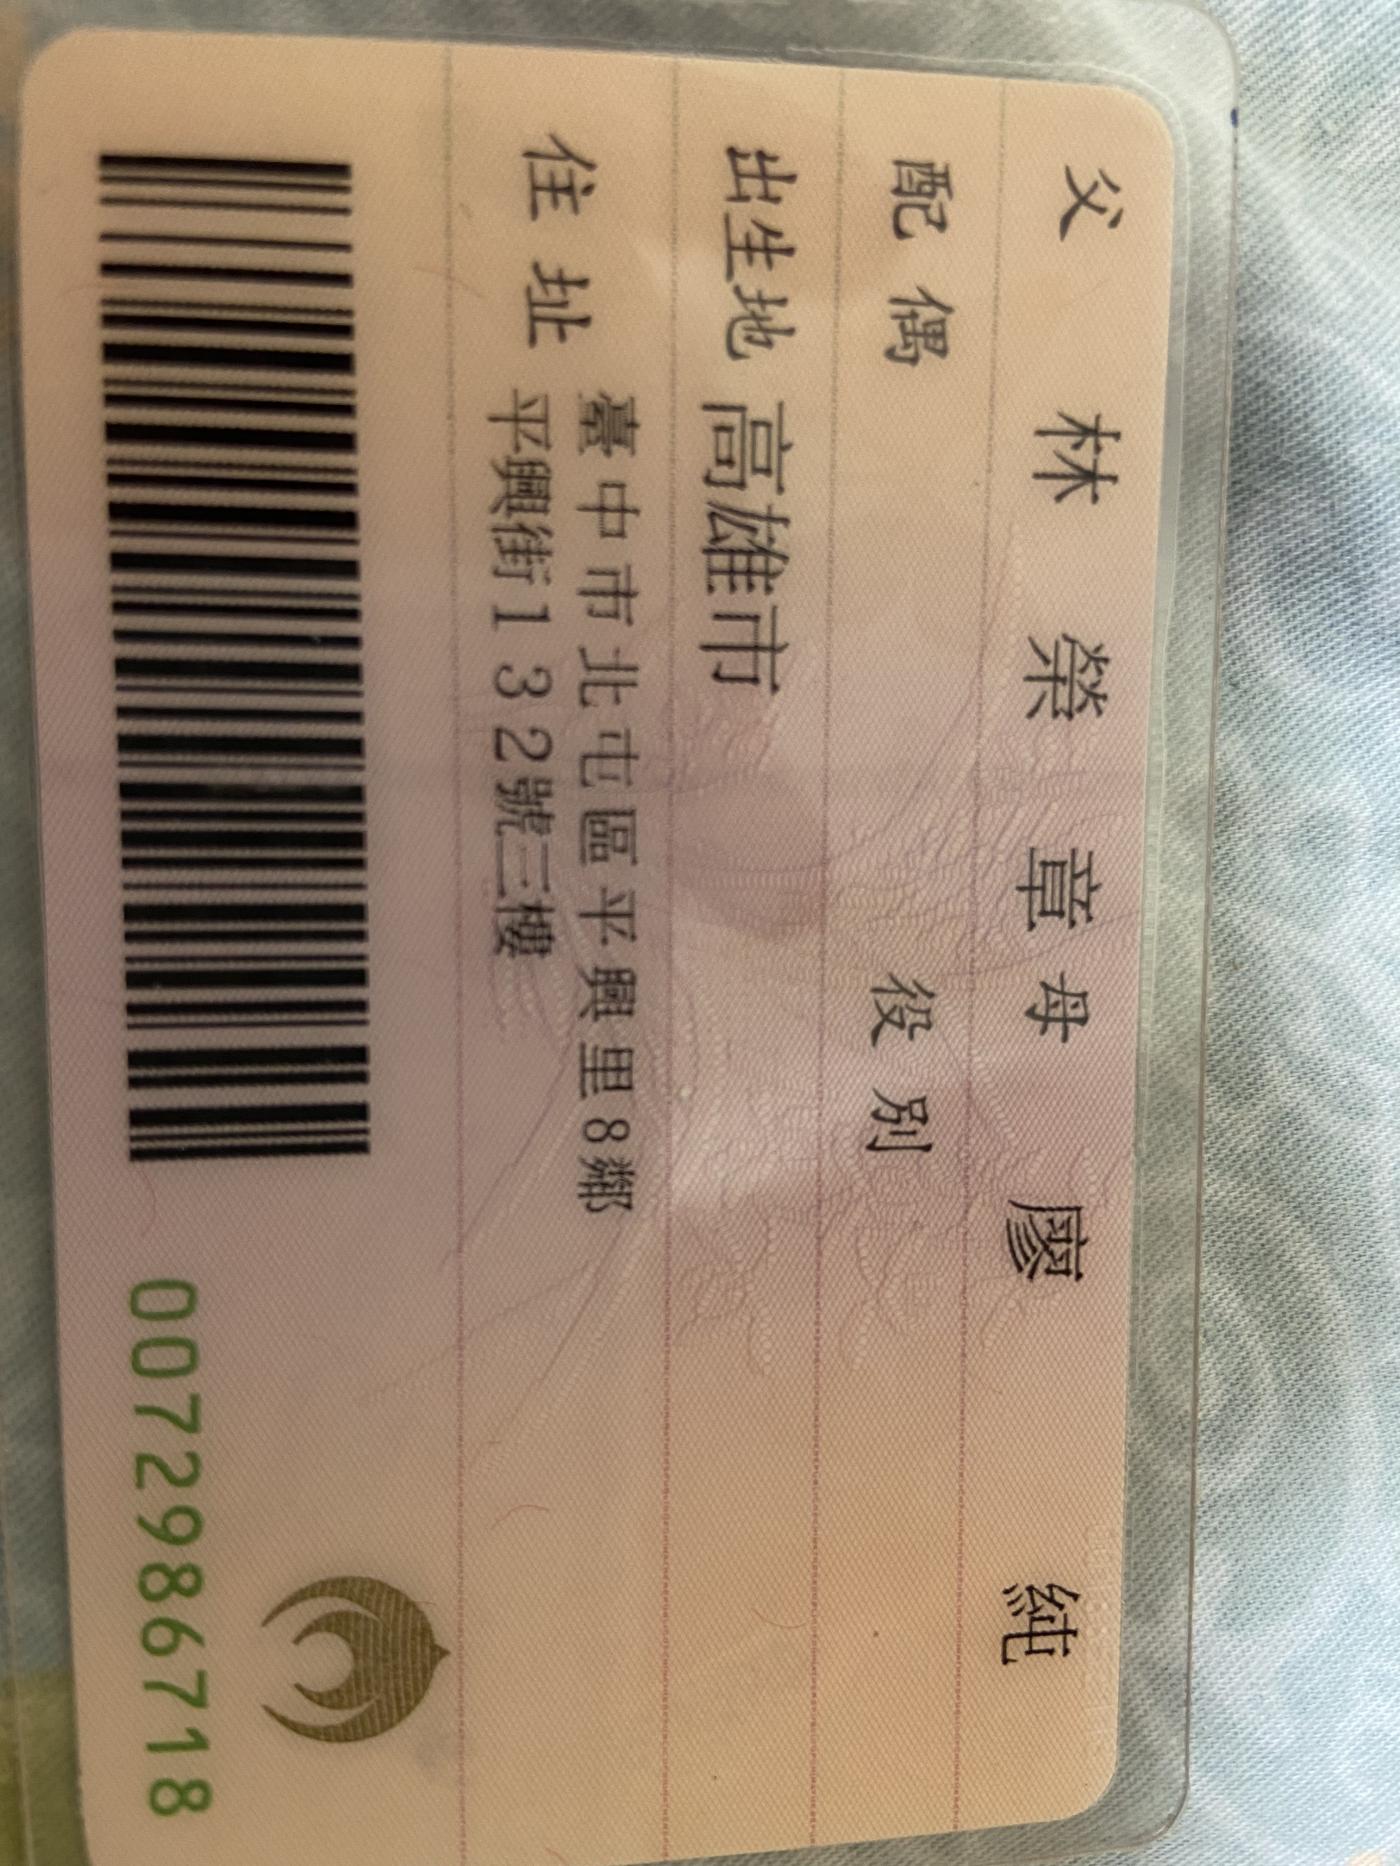 父 林榮章 母 廖純
配偶 役別
出生地 高雄市
住址 臺中市北屯區平興里8鄰
平興街132號三樓
0072986718